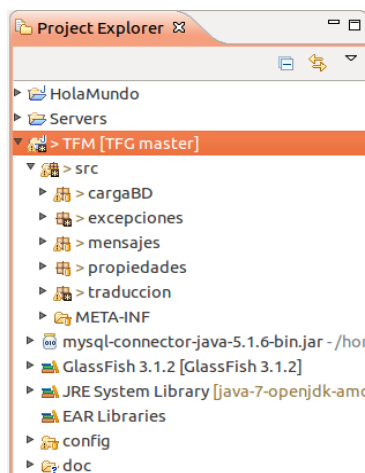 Project Explorer
HolaMundo
Servers
> TFM [TFG master]
> src
> cargaBD
> excepciones
> mensajes
> propiedades
> traduccion
META-INF
mysql-connector-java-5.1.6-bin.jar - /hor
GlassFish 3.1.2 [GlassFish 3.1.2]
JRE System Library [java-7-openjdk-amd
EAR Libraries
config
doc